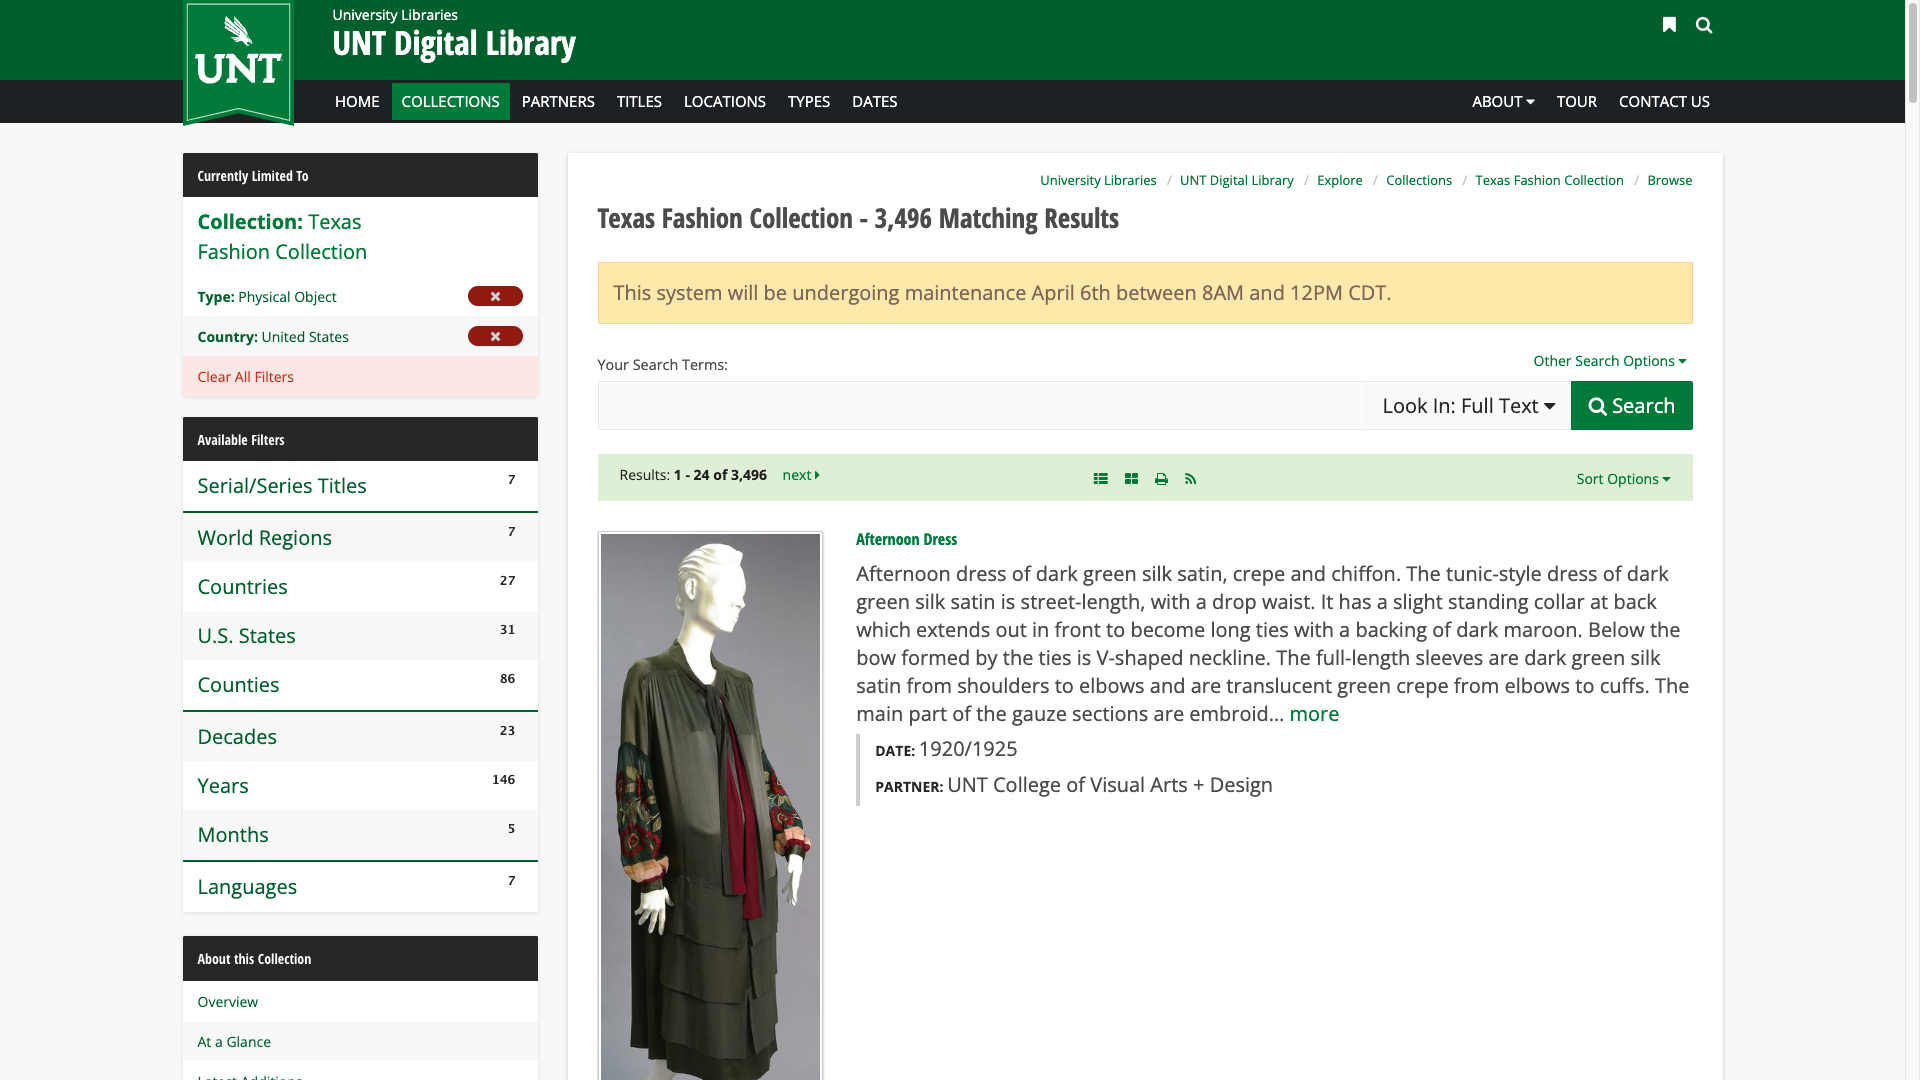 University Libraries
UNT Digital Library
UNT
HOME COLLECTIONS PARTNERS TITLES LOCATIONS TYPES DATES ABOUT TOUR CONTACT US
Currently Limited To
Collection: Texas
Fashion Collection
Type: Physical Object
Country: United States
Clear All Filters
Available Filters
Serial/Series Titles 7
World Regions 7
Countries 27
U.S. States 31
Counties 86
Decades 23
Years 146
Months 5
Languages 7
About this Collection
Overview
At a Glance
Latest Additions
University Libraries / UNT Digital Library / Explore / Collections / Texas Fashion Collection / Browse
Texas Fashion Collection - 3,496 Matching Results
This system will be undergoing maintenance April 6th between 8AM and 12PM CDT.
Your Search Terms:
Other Search Options
Look In: Full Text
Search
Results: 1 - 24 of 3,496 next
Sort Options
Afternoon Dress
Afternoon dress of dark green silk satin, crepe and chiffon. The tunic-style dress of dark
green silk satin is street-length, with a drop waist. It has a slight standing collar at back
which extends out in front to become long ties with a backing of dark maroon. Below the
bow formed by the ties is V-shaped neckline. The full-length sleeves are dark green silk
satin from shoulders to elbows and are translucent green crepe from elbows to cuffs. The
main part of the gauze sections are embroid... more
DATE: 1920/1925
PARTNER: UNT College of Visual Arts + Design